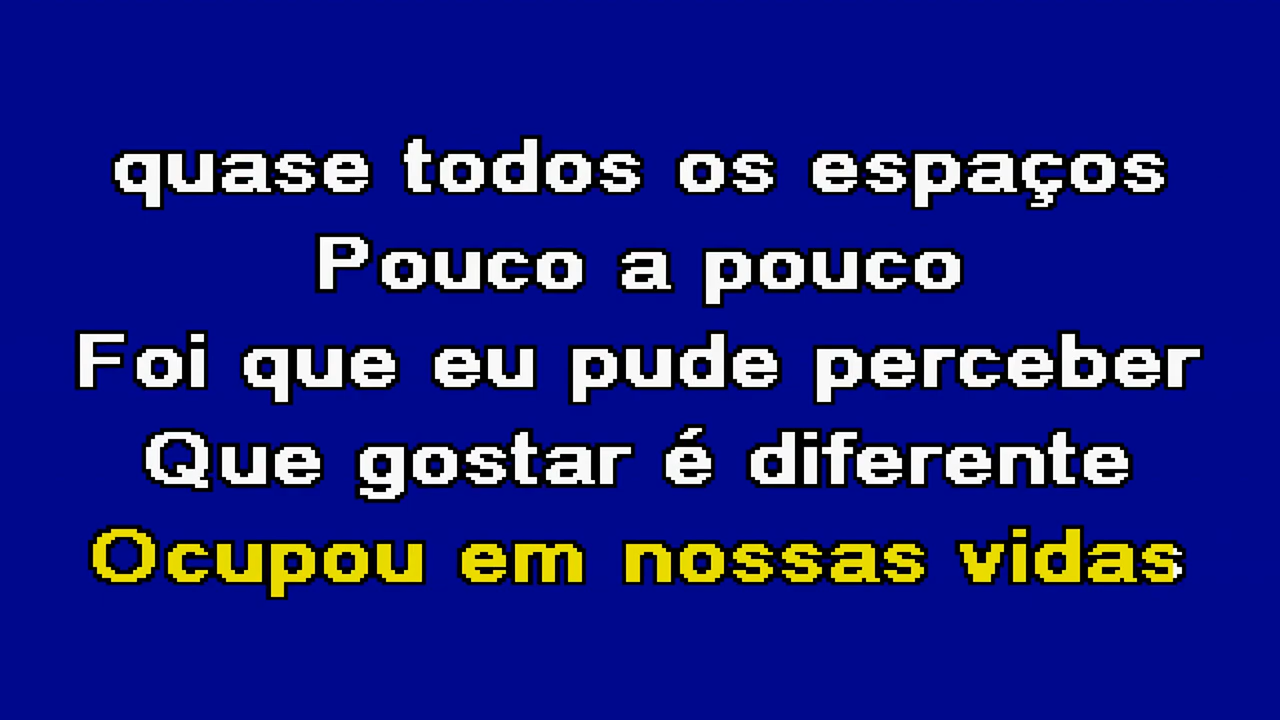 quase todos os espaços
Pouco a pouco
Foi que eu pude perceber
Que gostar é diferente
Ocupou em nossas vidas